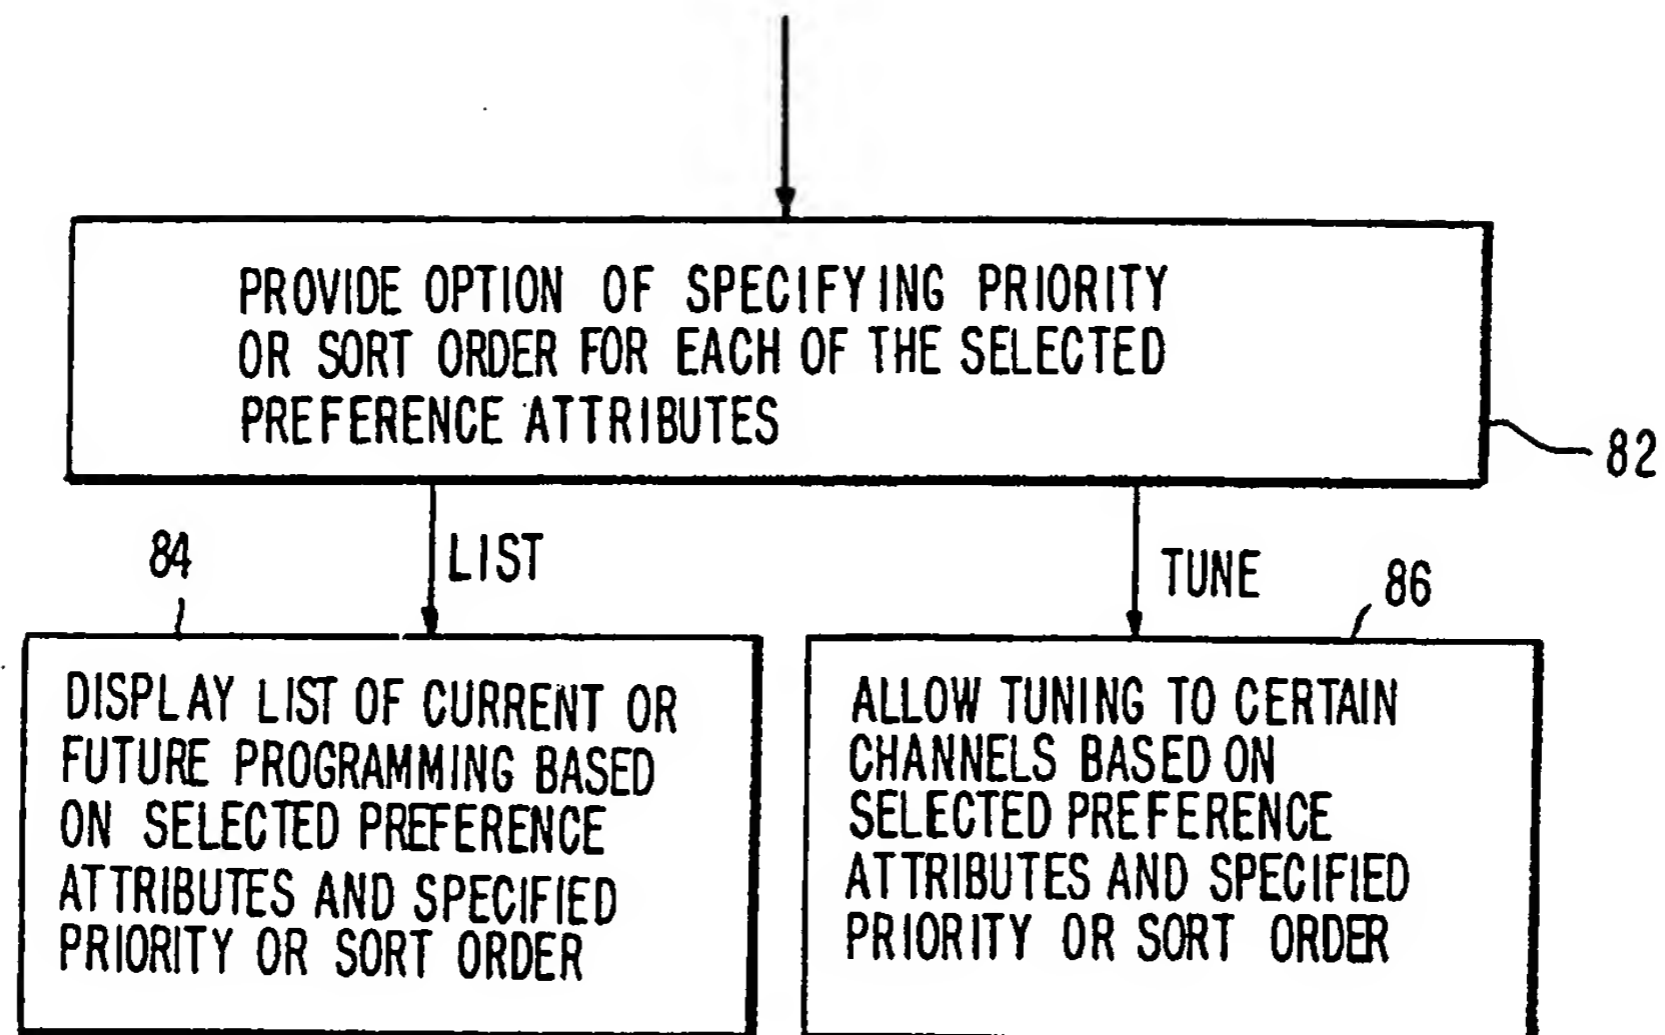 PROVIDE OPTION OF SPECIFYING PRIORITY
OR SORT ORDER FOR EACH OF THE SELECTED
PREFERENCE ATTRIBUTES
82
84
LIST
TUNE
86
DISPLAY LIST OF CURRENT OR
FUTURE PROGRAMMING BASED
ON SELECTED PREFERENCE
ATTRIBUTES AND SPECIFIED
PRIORITY OR SORT ORDER
ALLOW TUNING TO CERTAIN
CHANNELS BASED ON
SELECTED PREFERENCE
ATTRIBUTES AND SPECIFIED
PRIORITY OR SORT ORDER